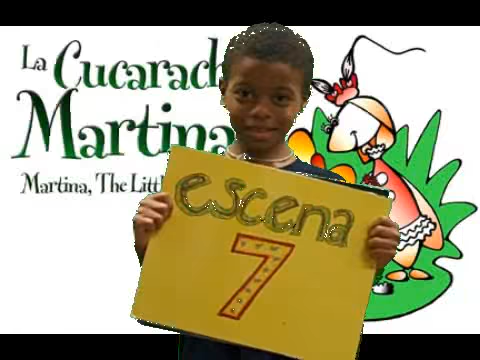 La Cucarach
Martina
Martina, The Littl
escena
7